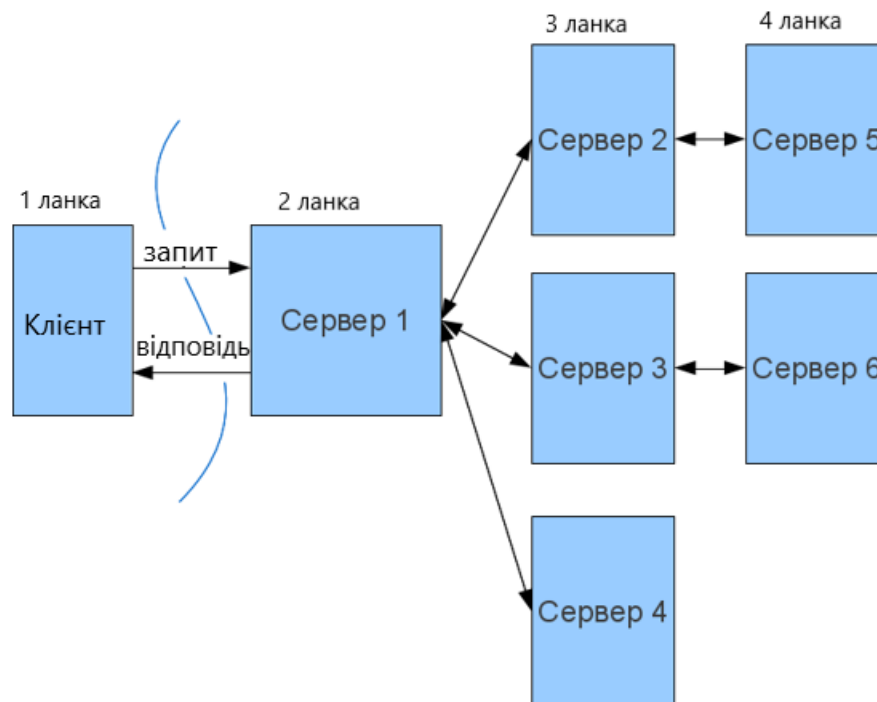 3 ланка
4 ланка
Сервер 2
Сервер 5
1 ланка
2 ланка
запит
Клієнт
Сервер 1
відповідь
Сервер 3
Сервер 6
Сервер 4